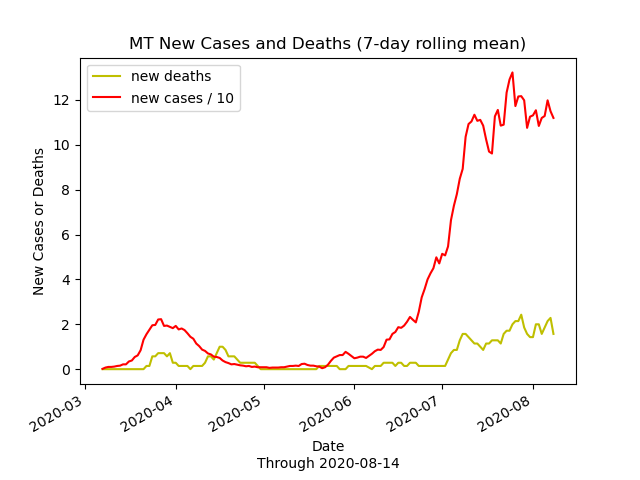 MT New Cases and Deaths (7-day rolling mean)
new deaths
new cases / 10
New Cases or Deaths
12
10
8
6
4
2
0
2020-03
2020-04
2020-05
2020-06
2020-07
2020-08
Date
Through 2020-08-14